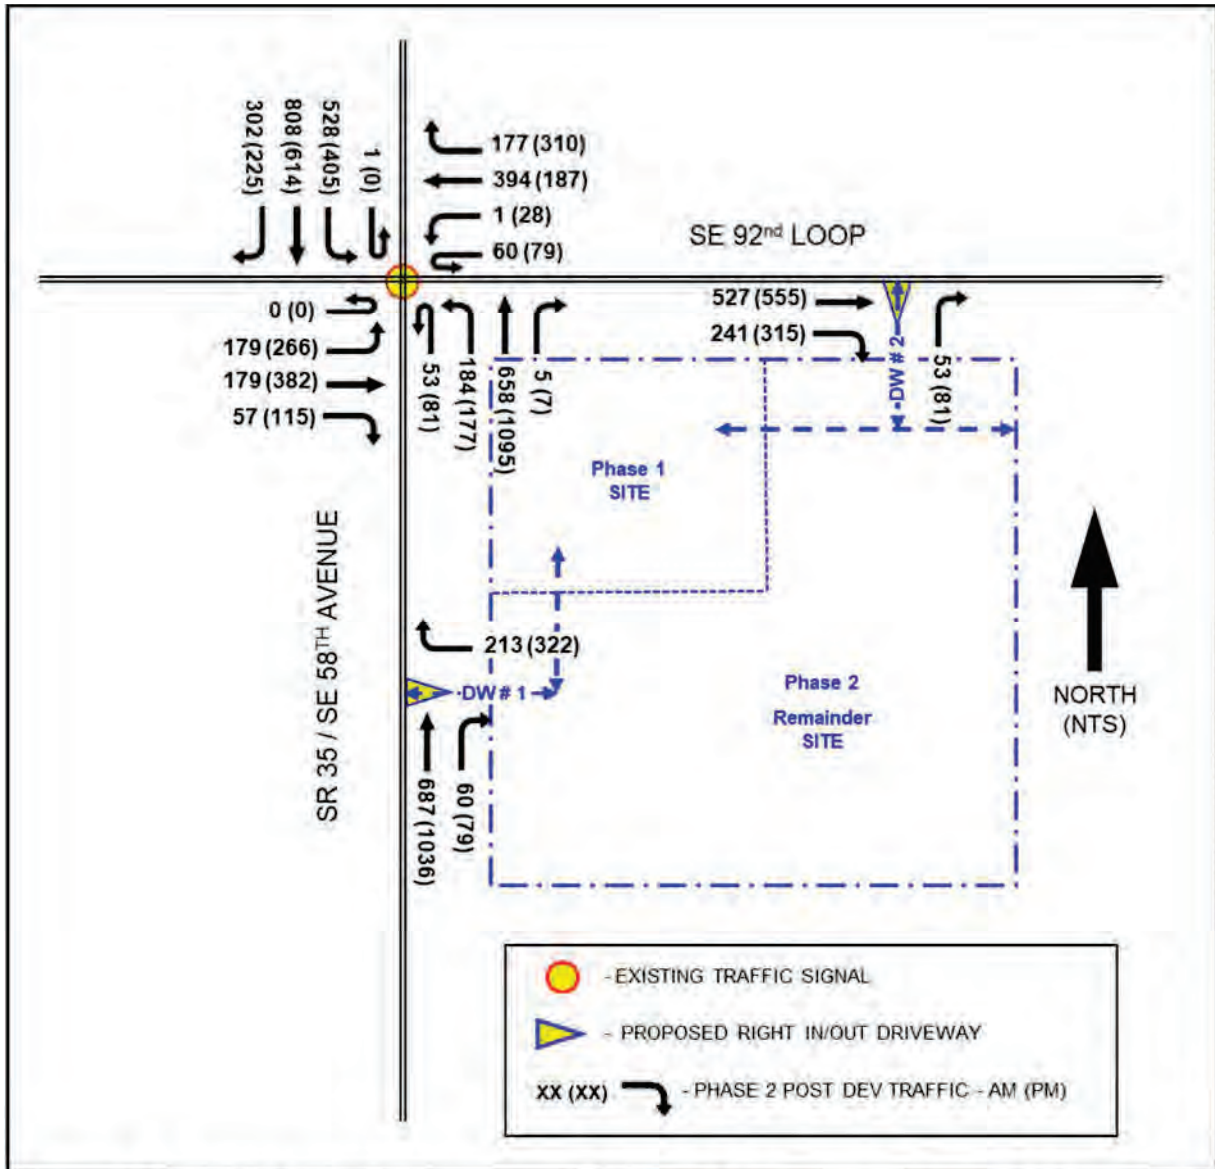 302 (225)
808 (614)
528 (405)
1 (0)
177 (310)
394 (187)
1 (28)
60 (79)
SE 92nd LOOP
0 (0)
179 (266)
179 (382)
57 (115)
53 (81)
184 (177)
658 (1095)
5 (7)
527 (555)
241 (315)
DW # 2
53 (81)
Phase 1
SITE
SR 35 / SE 58TH AVENUE
213 (322)
DW # 1
687 (1036)
60 (79)
Phase 2
Remainder
SITE
NORTH
(NTS)
- EXISTING TRAFFIC SIGNAL
- PROPOSED RIGHT IN/OUT DRIVEWAY
XX (XX) - PHASE 2 POST DEV TRAFFIC - AM (PM)